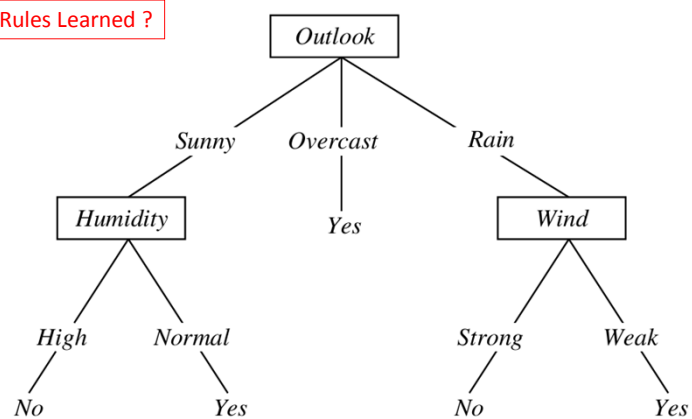 Rules Learned ?
Outlook
Sunny Overcast Rain
Humidity Yes Wind
High Normal Strong Weak
No Yes No Yes